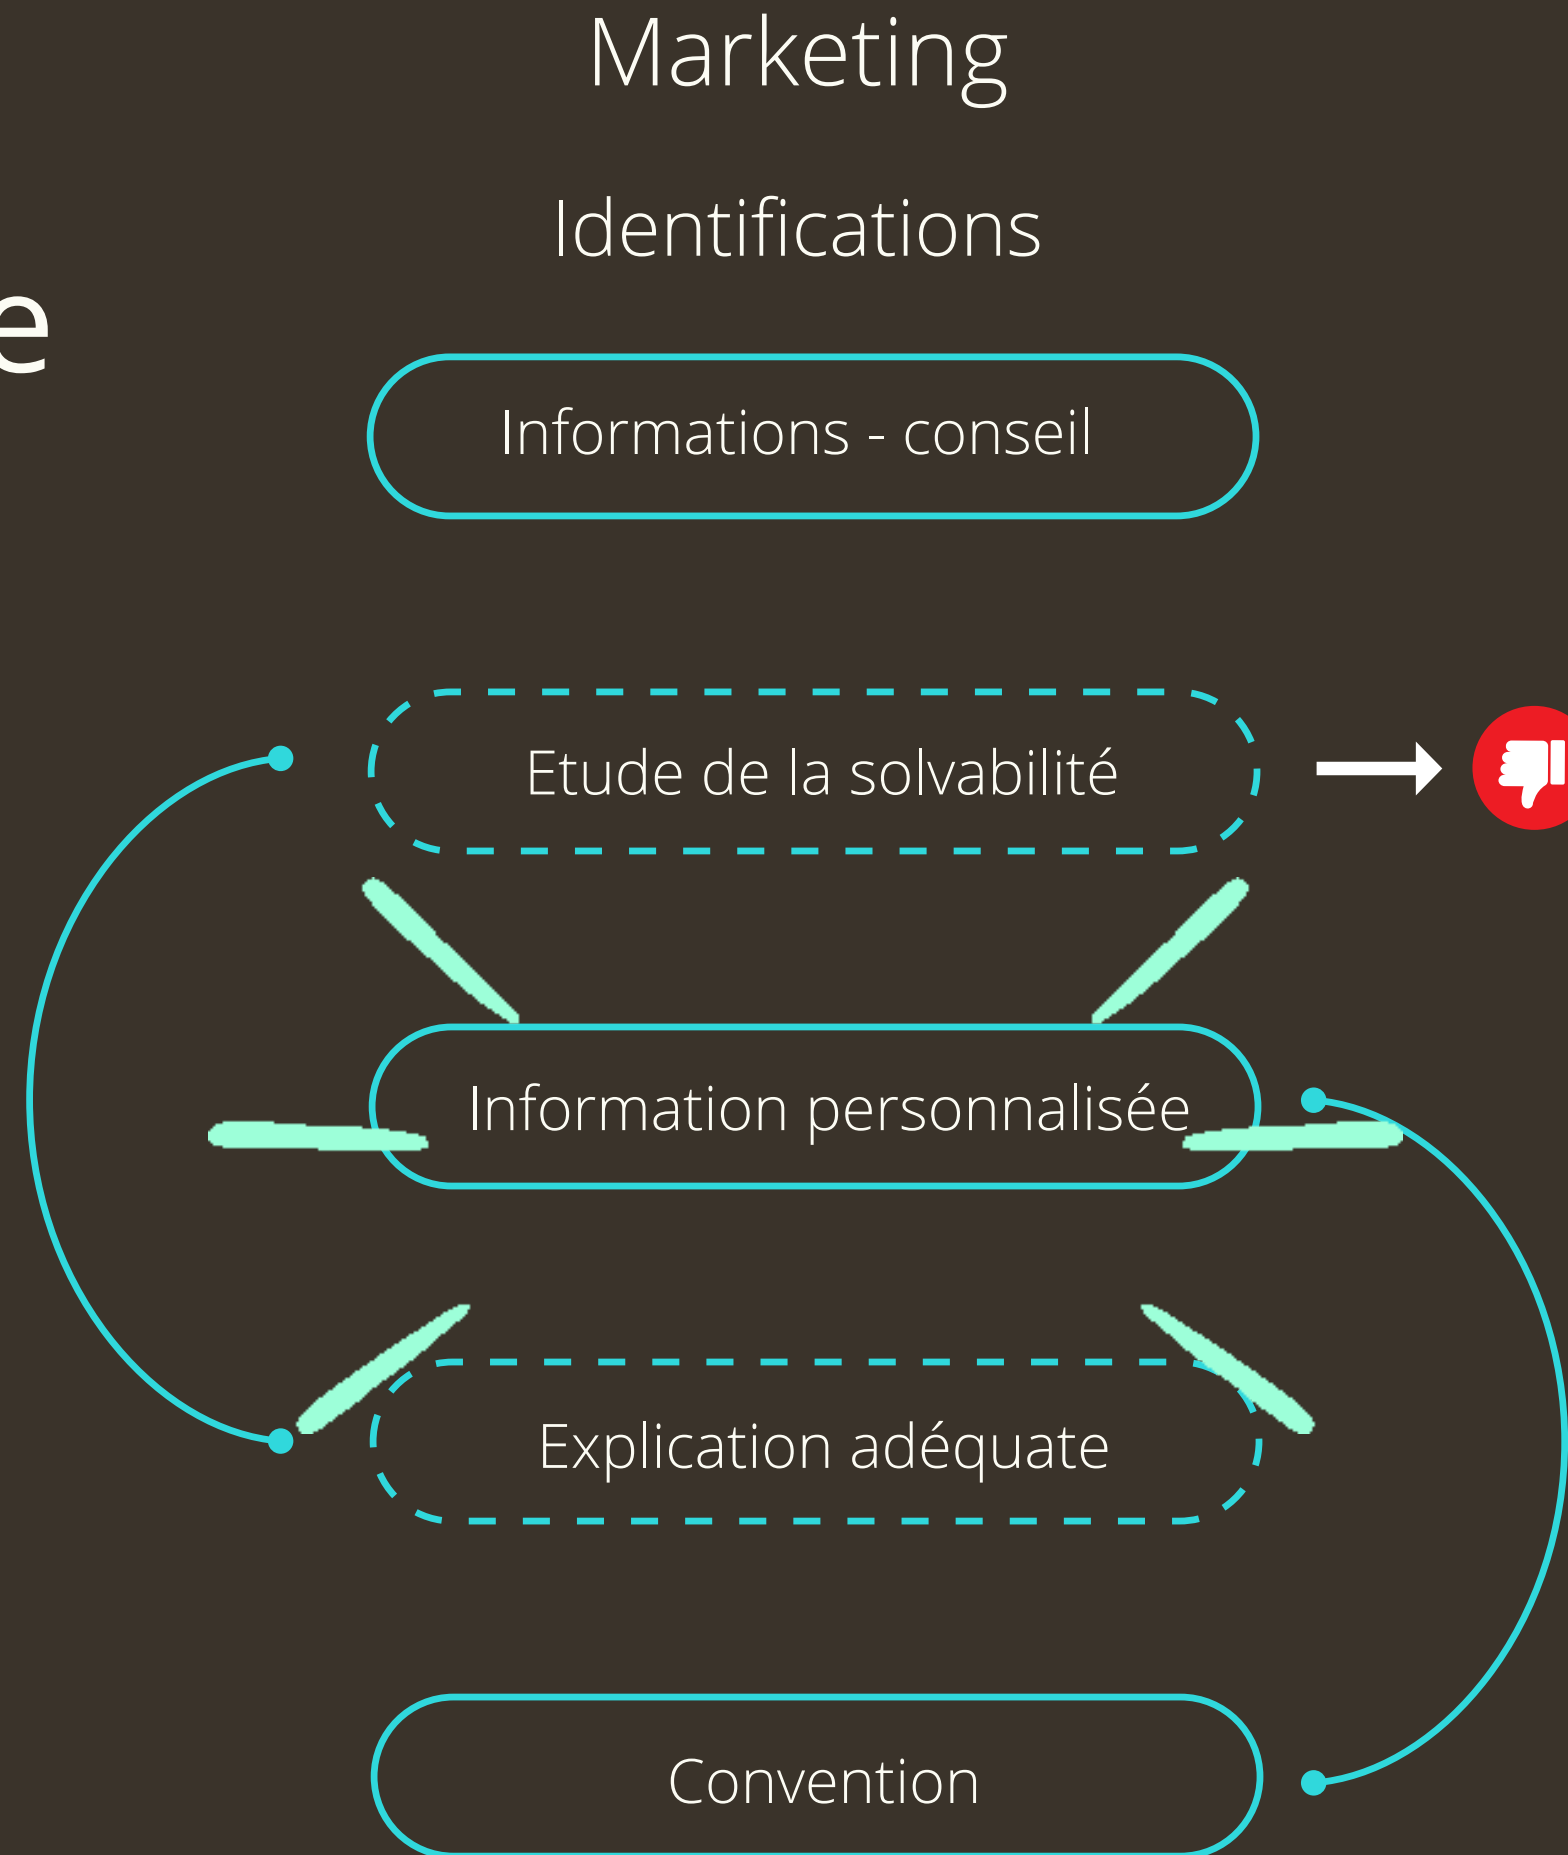 Marketing
Identifications
e
Informations - conseil
Etude de la solvabilité
Information personnalisée
Explication adéquate
Convention